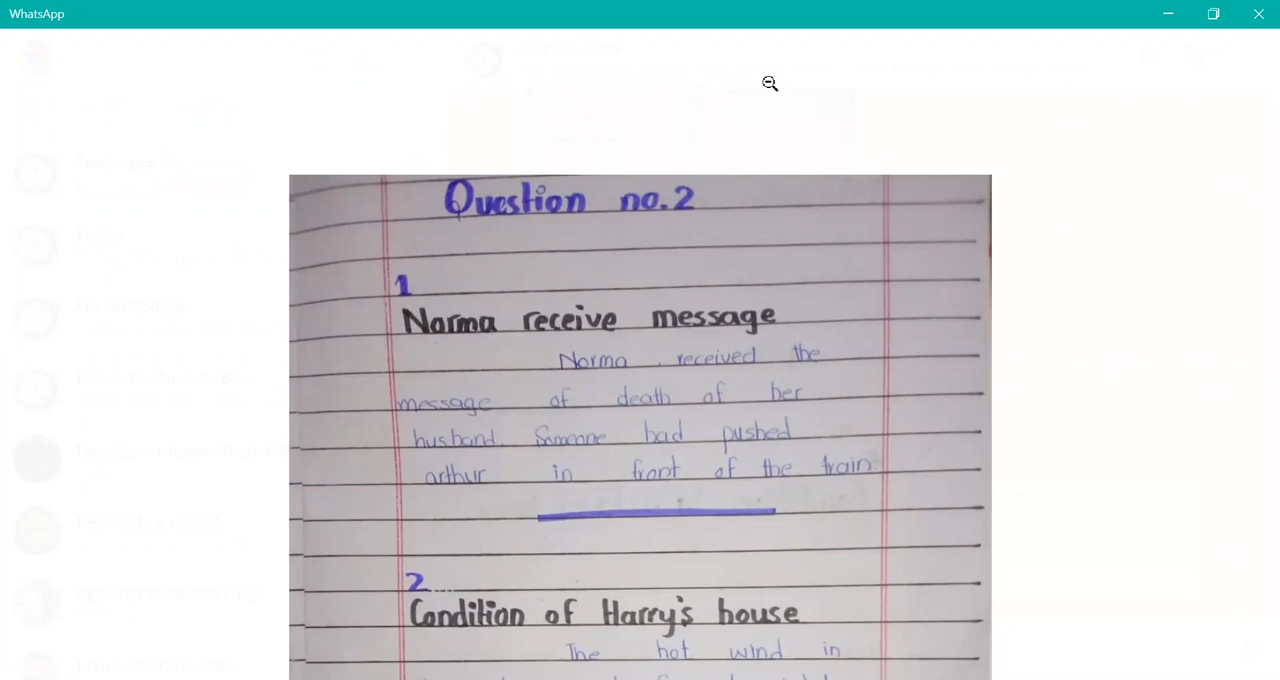 WhatsApp
Question no.2
1
Norma receive message
Norma received the
message of death of her
husband. Someone had pushed
arthur in front of the train
2
Condition of Harry's house
The hot wind in